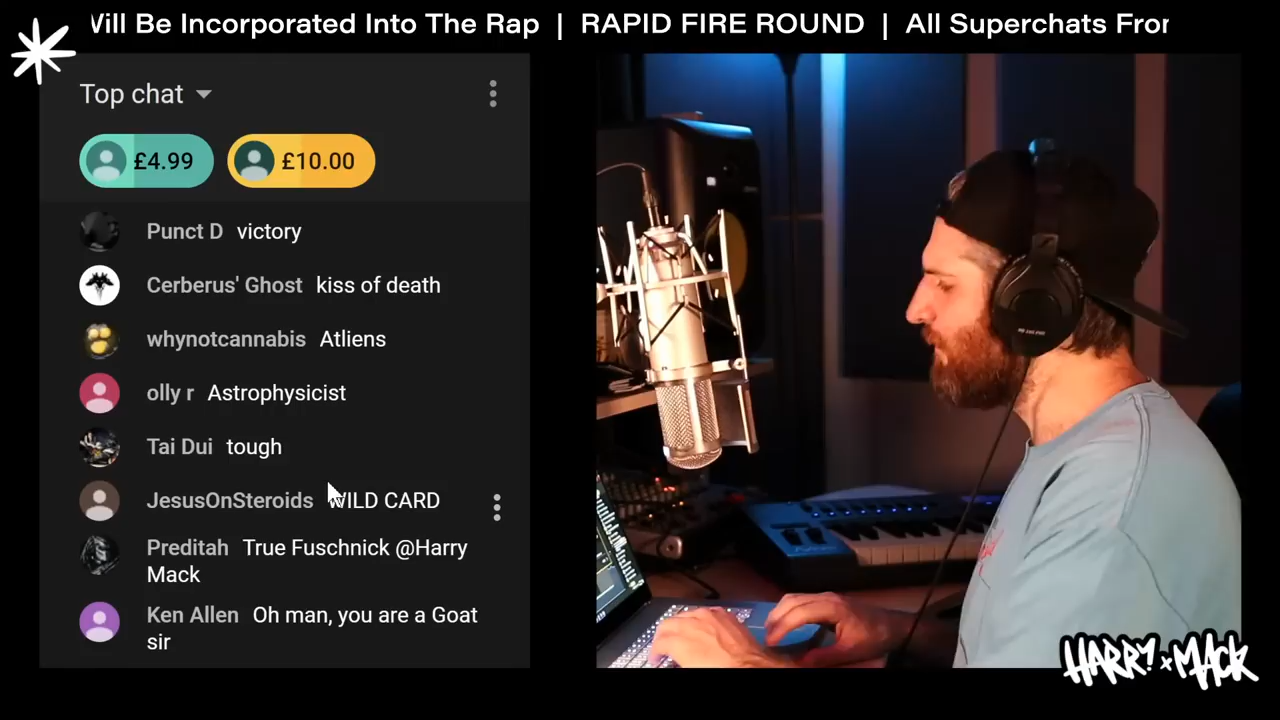 Will Be Incorporated Into The Rap | RAPID FIRE ROUND | All Superchats From
Top chat
£4.99 £10.00
Punct D victory
Cerberus' Ghost kiss of death
whynotcannabis Atliens
olly r Astrophysicist
Tai Dui tough
JesusOnSteroids WILD CARD
Preditah True Fuschnick @Harry
Mack
Ken Allen Oh man, you are a Goat
sir
HARRY x MACK